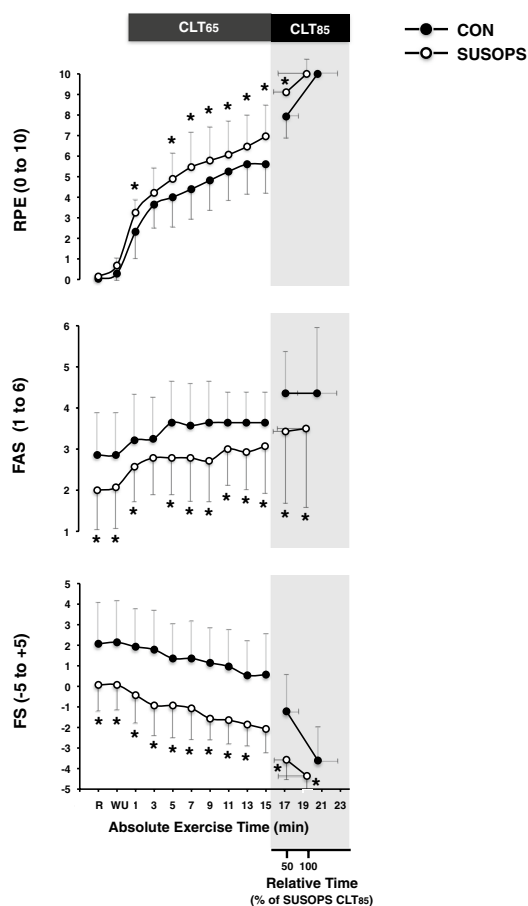 CLT65
CLT85
CON
SUSOPS
RPE (0 to 10)
10
9
8
7
6
5
4
3
2
1
0
* * * * * * * *
FAS (1 to 6)
6
5
4
3
2
1
* * * * * * * * * * *
FS (-5 to +5)
5
4
3
2
1
0
-1
-2
-3
-4
-5
* * * * * * * * * * *
R WU 1 3 5 7 9 11 13 15 17 19 21 23
Absolute Exercise Time (min)
50 100
Relative Time
(% of SUSOPS CLT85)